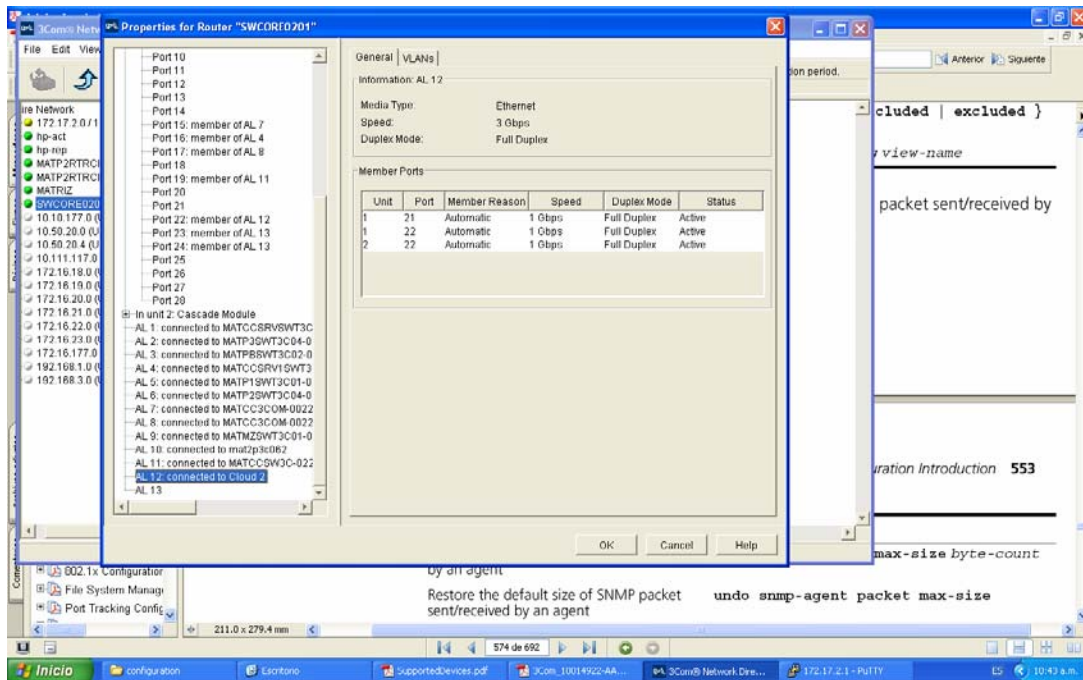 3Com® Netw
Properties for Router "SWCORE0201"
File Edit View
General VLANs
Information: AL 12
Media Type: Ethernet
Speed: 3 Gbps
Duplex Mode: Full Duplex
Member Ports
Unit Port Member Reason Speed Duplex Mode Status
1 21 Automatic 1 Gbps Full Duplex Active
1 22 Automatic 1 Gbps Full Duplex Active
2 22 Automatic 1 Gbps Full Duplex Active
OK Cancel Help
Port 10
Port 11
Port 12
Port 13
Port 14
Port 15: member of AL 7
Port 16: member of AL 4
Port 17: member of AL 8
Port 18
Port 19: member of AL 11
Port 20
Port 21
Port 22: member of AL 12
Port 23: member of AL 13
Port 24: member of AL 13
Port 25
Port 26
Port 27
Port 28
In unit 2: Cascade Module
AL 1: connected to MATCCSRVSWT3C
AL 2: connected to MATP3SWT3C04-0
AL 3: connected to MATPBSWT3C02-0
AL 4: connected to MATCCSRV1SWT3
AL 5: connected to MATP1SWT3C01-0
AL 6: connected to MATP2SWT3C04-0
AL 7: connected to MATCC3COM-0022
AL 8: connected to MATCC3COM-0022
AL 9: connected to MATMZSWT3C01-0
AL 10: connected to mat2p3c062
AL 11: connected to MATCCSW3C-022
AL 12: connected to Cloud 2
AL 13
ire Network
172.17.2.0/1
hp-act
hp-rep
MATP2RTRCI
MATP2RTRCI
MATRIZ
SWCORE020
10.10.177.0 (U
10.50.20.0 (U
10.50.20.4 (U
10.111.117.0
172.16.18.0 (U
172.16.19.0 (U
172.16.20.0 (U
172.16.21.0 (U
172.16.22.0 (U
172.16.23.0 (U
172.16.177.0
192.168.1.0 (U
192.168.3.0 (U
ion period.
Anterior Siguiente
cluded | excluded }
view-name
packet sent/received by
uration Introduction 553
max-size byte-count
by an agent
Restore the default size of SNMP packet undo snmp-agent packet max-size
sent/received by an agent
802.1x Configuration
File System Manage
Port Tracking Config
211.0 x 279.4 mm
574 de 692
Inicio configuration Escritorio SupportedDevices.pdf 3Com_10014922-AA... 3Com® Network Dire... 172.17.2.1 - PuTTY ES 10:43 a.m.